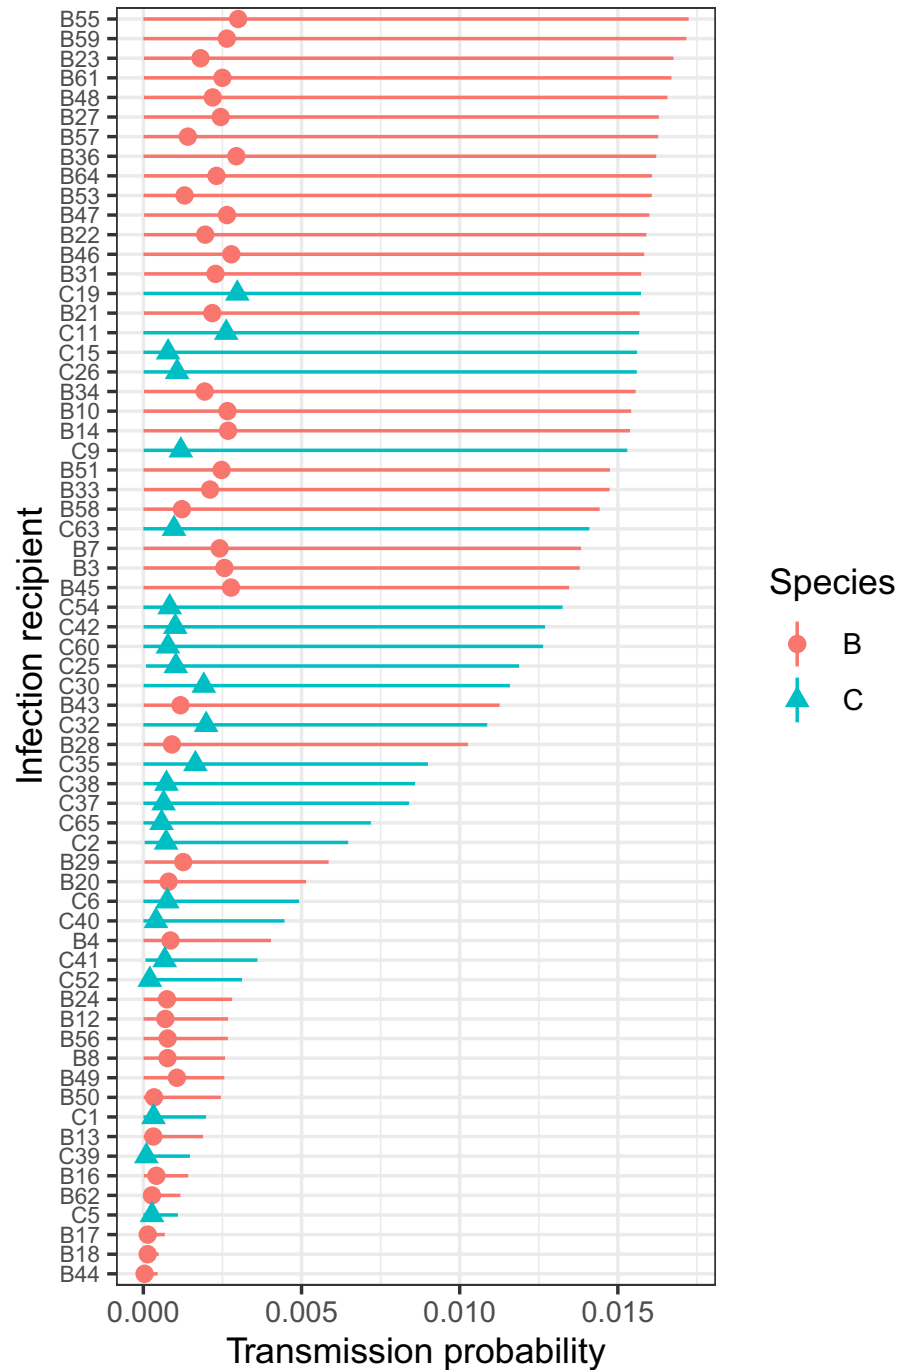 B55
B59
B23
B61
B48
B27
B57
B36
B64
B53
B47
B22
B46
B31
C19
B21
C11
C15
C26
B34
B10
B14
C9
B51
B33
B58
C63
B7
B3
B45
C54
C42
C60
C25
C30
B43
C32
B28
C35
C38
C37
C65
C2
B29
B20
C6
C40
B4
C41
C52
B24
B12
B56
B8
B49
B50
C1
B13
C39
B16
B62
C5
B17
B18
B44
Infection recipient
0.000 0.005 0.010 0.015
Transmission probability
Species
B
C